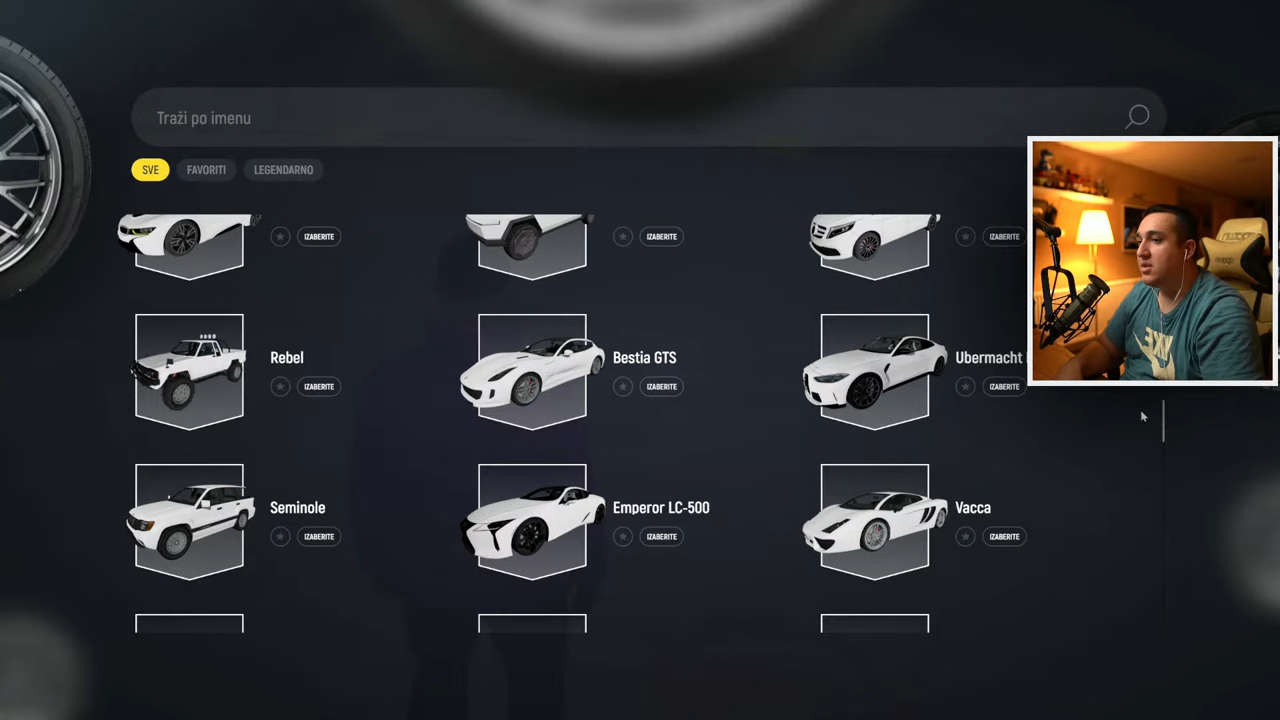 Traži po imenu
SVE
FAVORITI
LEGENDARNO
IZABERITE
IZABERITE
IZABERITE
Rebel
IZABERITE
Bestia GTS
IZABERITE
Ubermacht
IZABERITE
Seminole
IZABERITE
Emperor LC-500
IZABERITE
Vacca
IZABERITE
NIKE